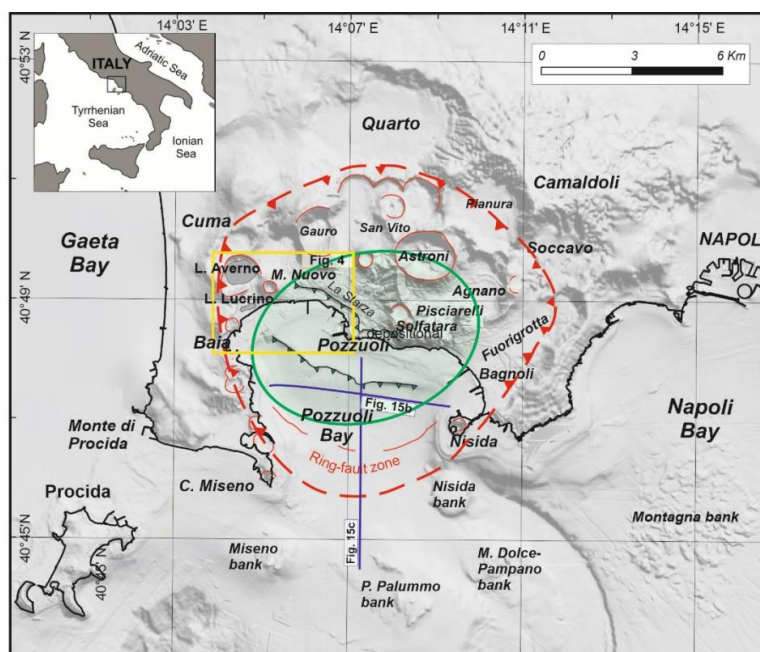 14°03'E
14°07'E
14°11'E
14°15'E
40°53'N
ITALY
Adriatic Sea
Tyrrhenian
Sea
Ionian
Sea
0 3 6 Km
Quarto
Camaldoli
Pianura
Cuma
Gauro
San Vito
Soccavo
Gaeta
Bay
Astroni
NAPOLI
L. Averno
Fig. 4
M. Nuovo
Agnano
40°49'N
La Starza
L. Lucrino
Pisciarelli
Solfatara
depositional
Fuorigrotta
Baia
Pozzuoli
Bagnoli
Fig. 15b
Pozzuoli
Bay
Nisida
Napoli
Bay
Monte di
Procida
Ring-fault zone
C. Miseno
Procida
Nisida
bank
Montagna bank
40°45'N
Fig. 15c
Miseno
bank
M. Dolce-
Pampano
bank
P. Palummo
bank